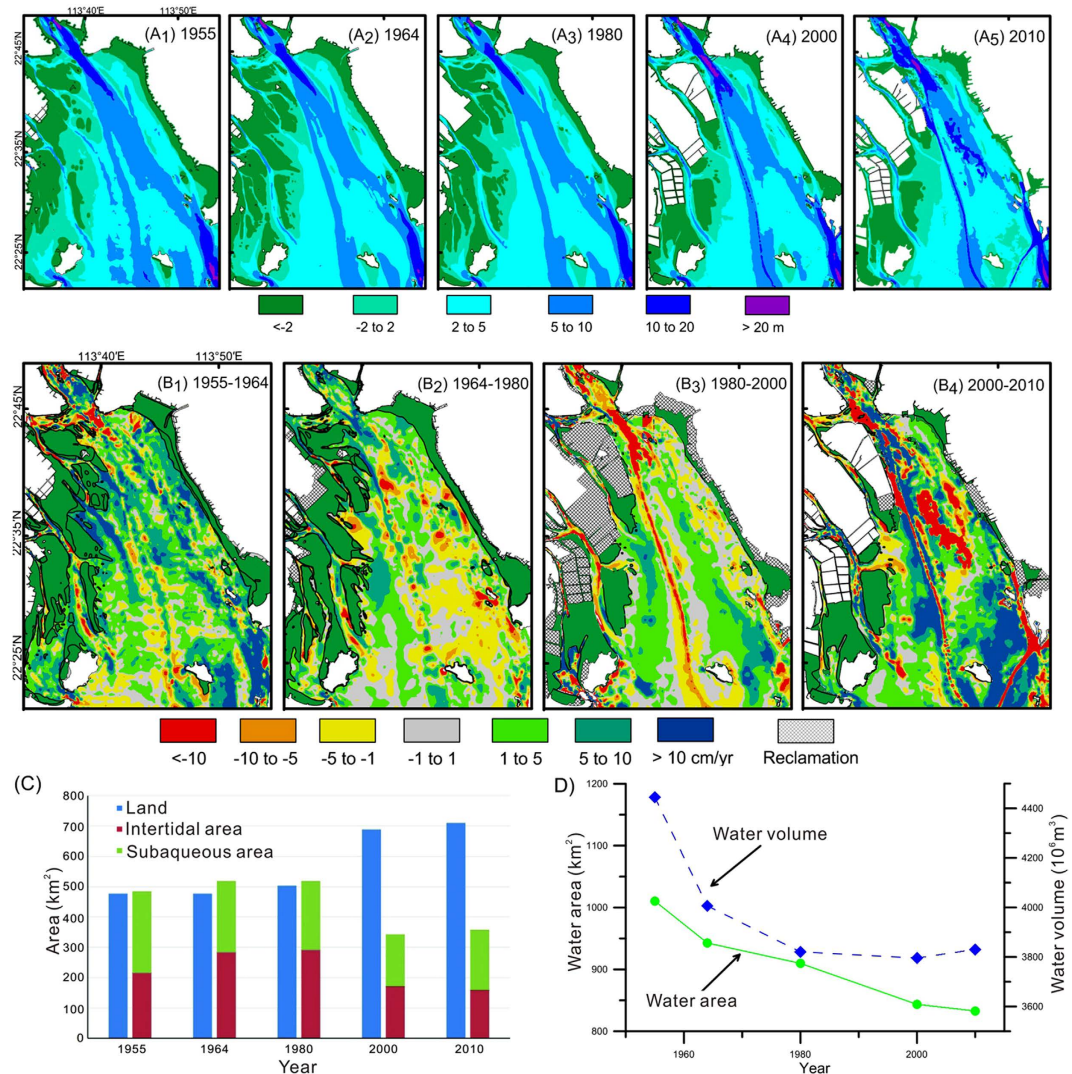 113°40'E 113°50'E
(A1) 1955
(A2) 1964
(A3) 1980
(A4) 2000
(A5) 2010
22°45'N
22°35'N
22°25'N
<-2
-2 to 2
2 to 5
5 to 10
10 to 20
> 20 m
113°40'E 113°50'E
(B1) 1955-1964
(B2) 1964-1980
(B3) 1980-2000
(B4) 2000-2010
22°45'N
22°35'N
22°25'N
<-10
-10 to -5
-5 to -1
-1 to 1
1 to 5
5 to 10
> 10 cm/yr
Reclamation
(C)
Land
Intertidal area
Subaqueous area
Area (km²)
800
700
600
500
400
300
200
100
0
1955 1964 1980 2000 2010
Year
D)
Water area (km²)
1200
1100
1000
900
800
Water volume
Water area
4400
4200
4000
3800
3600
Water volume (10⁶m³)
1960 1980 2000
Year